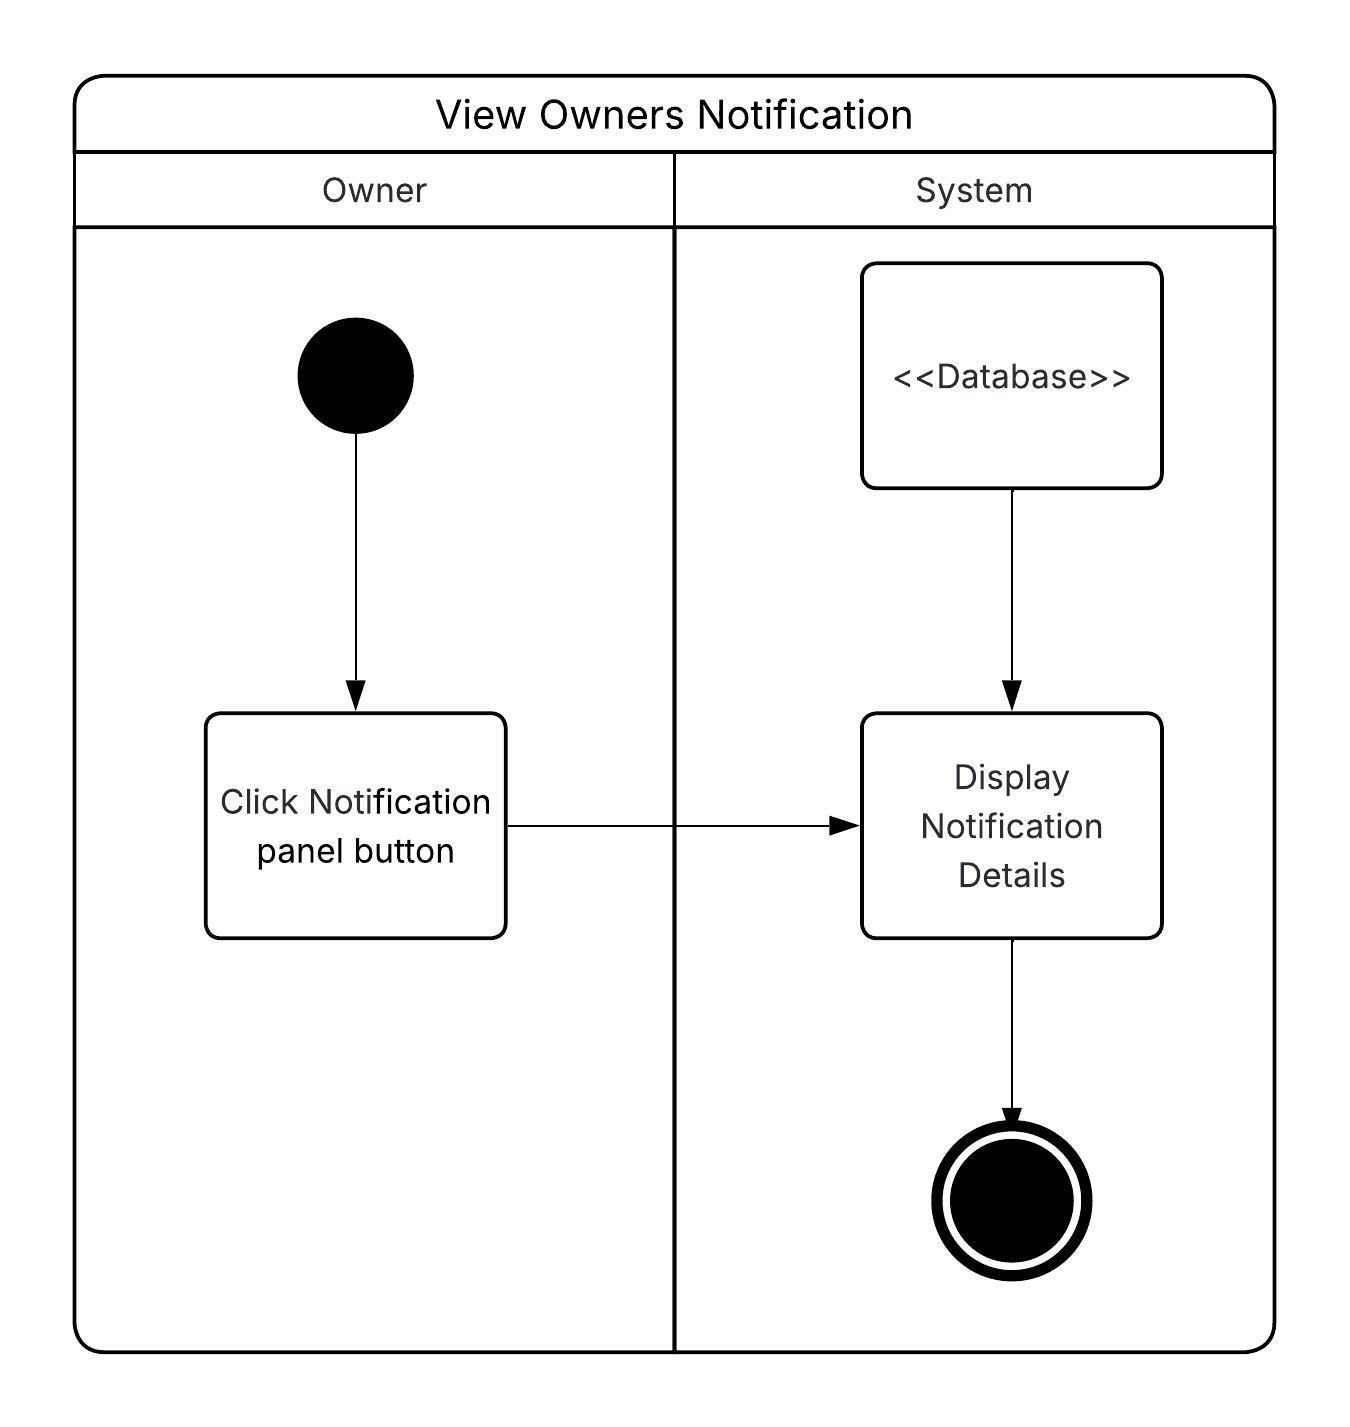 View Owners Notification
Owner
System
<<Database>>
Click Notification
panel button
Display
Notification
Details